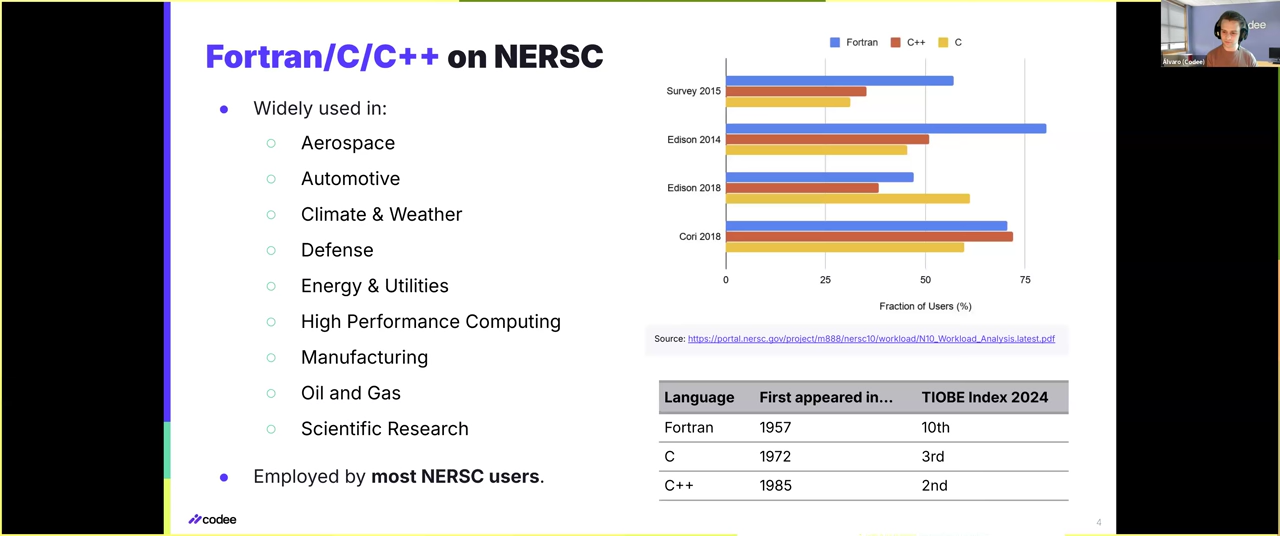 Fortran/C/C++ on NERSC
Widely used in:
Aerospace
Automotive
Climate & Weather
Defense
Energy & Utilities
High Performance Computing
Manufacturing
Oil and Gas
Scientific Research
Employed by most NERSC users.
codee
Fortran C++ C
Survey 2015
Edison 2014
Edison 2018
Cori 2018
0 25 50 75
Fraction of Users (%)
Source: https://portal.nersc.gov/project/m888/nersc10/workload/N10_Workload_Analysis.latest.pdf
Language First appeared in... TIOBE Index 2024
Fortran 1957 10th
C 1972 3rd
C++ 1985 2nd
4
dee
Álvaro (Codee)